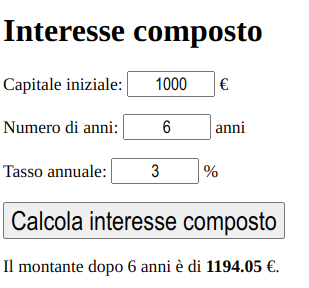 Interesse composto
Capitale iniziale: 1000 €
Numero di anni: 6 anni
Tasso annuale: 3 %
Calcola interesse composto
Il montante dopo 6 anni è di 1194.05 €.